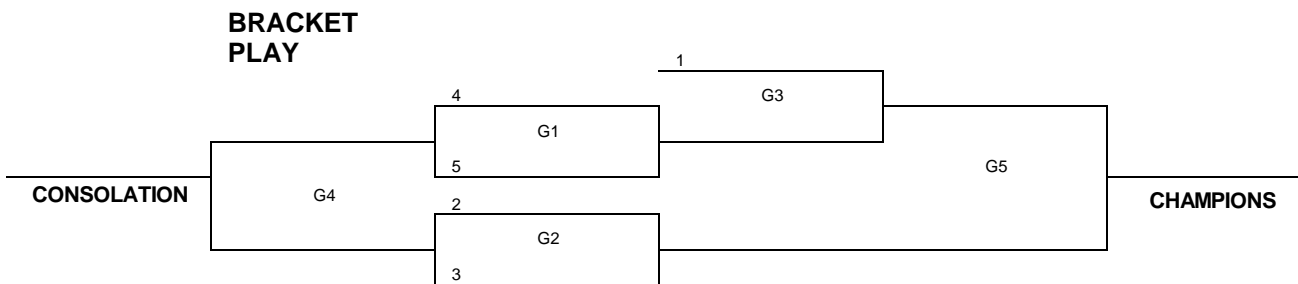 BRACKET
PLAY
1
4
G3
G1
5
G5
CONSOLATION
G4
CHAMPIONS
2
G2
3